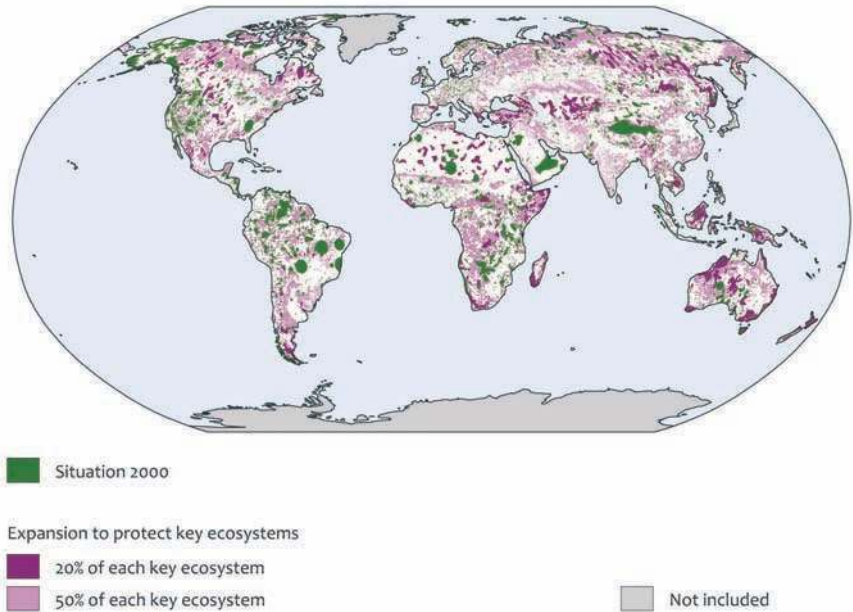 Situation 2000
Expansion to protect key ecosystems
20% of each key ecosystem
50% of each key ecosystem
Not included